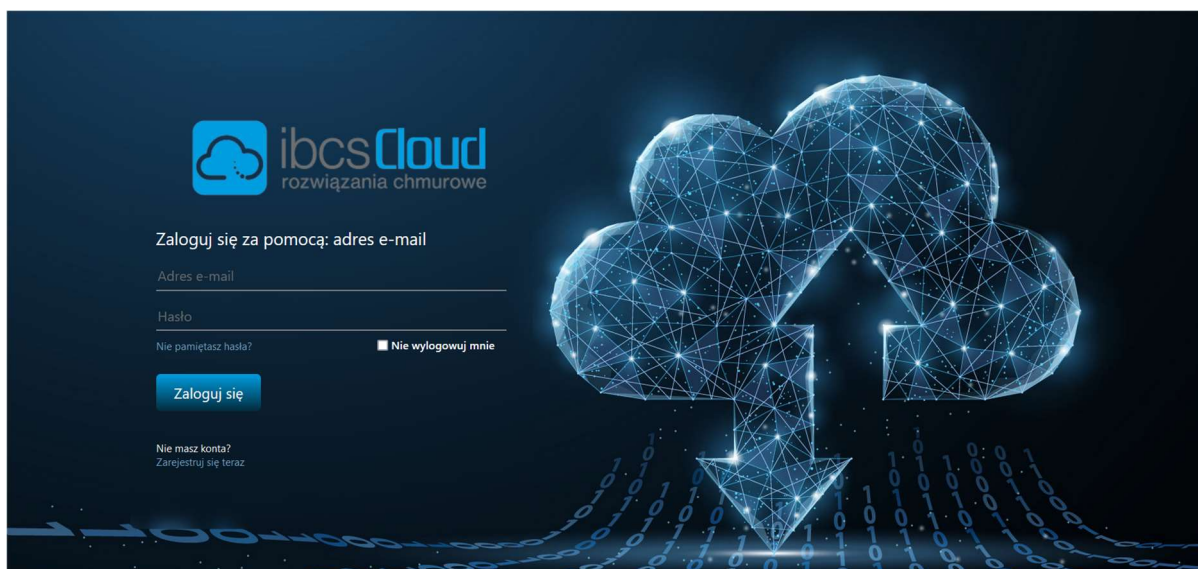 ibcsCloud
rozwiązania chmurowe
Zaloguj się za pomocą: adres e-mail
Adres e-mail
Hasło
Nie pamiętasz hasła?
Nie wylogowuj mnie
Zaloguj się
Nie masz konta?
Zarejestruj się teraz